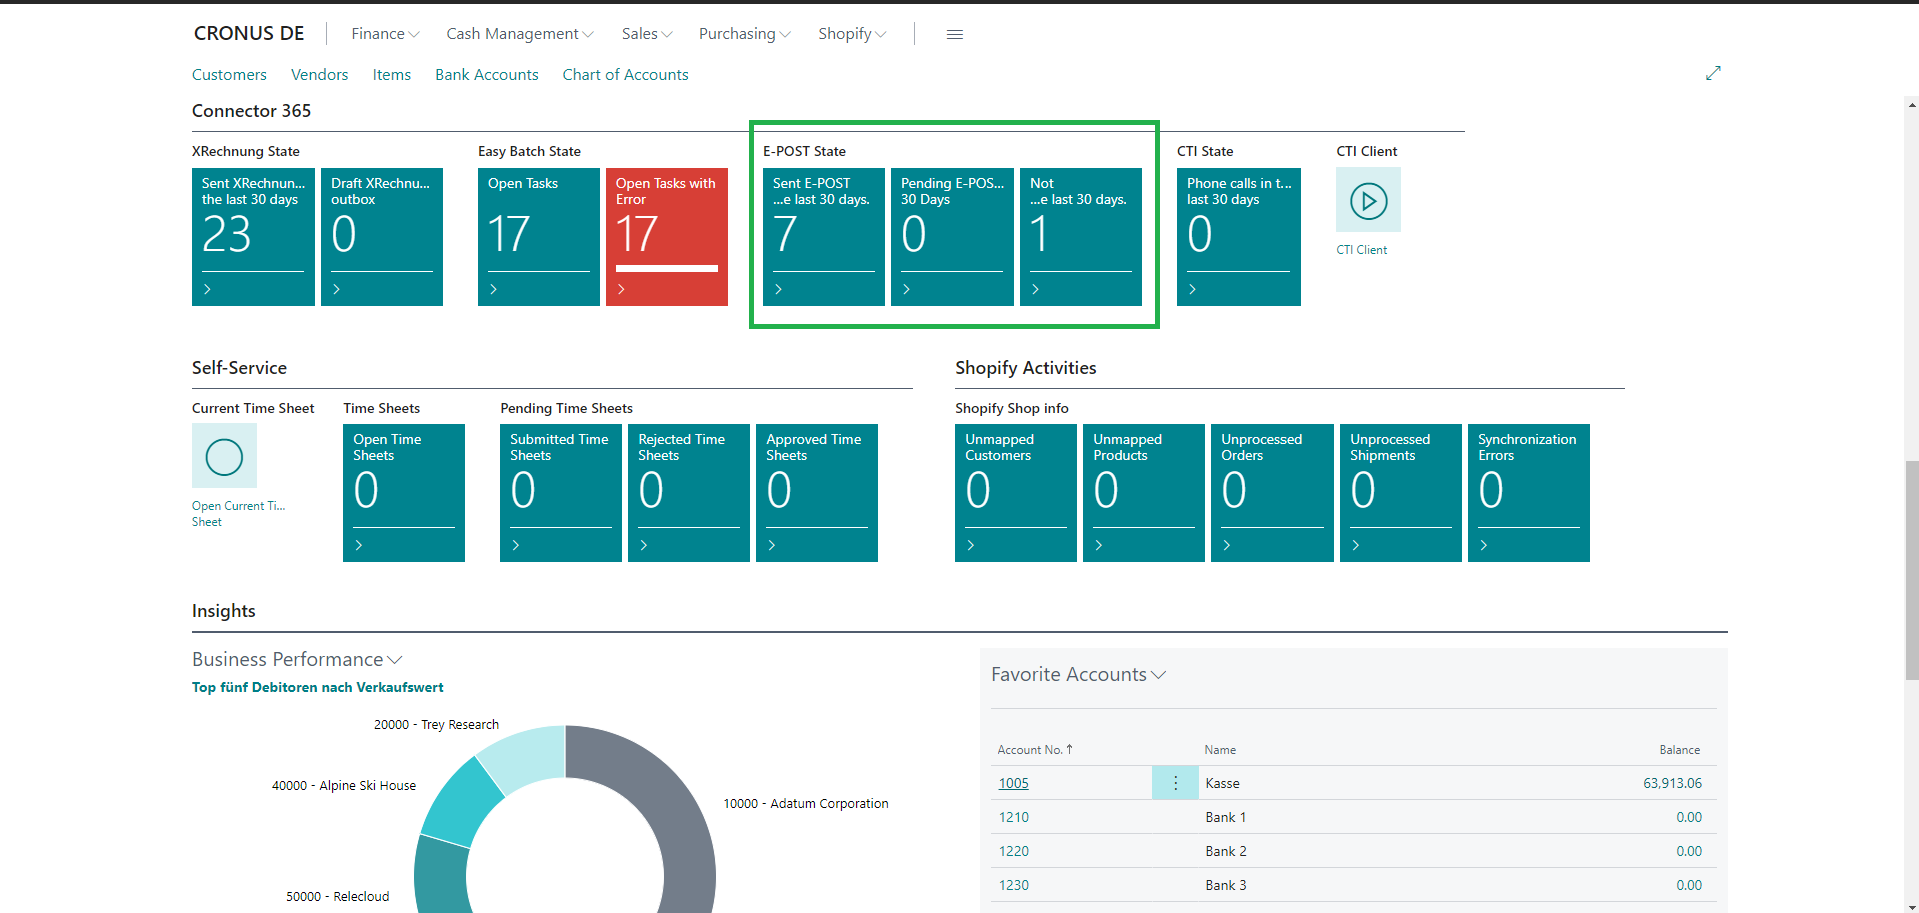 CRONUS DE
Finance
Cash Management
Sales
Purchasing
Shopify
Customers
Vendors
Items
Bank Accounts
Chart of Accounts
Connector 365
XRechnung State
Easy Batch State
E-POST State
CTI State
CTI Client
Sent XRechnun...
the last 30 days
23
Draft XRechnu...
outbox
0
Open Tasks
17
Open Tasks with
Error
17
Sent E-POST
...e last 30 days.
7
Pending E-POS...
30 Days
0
Not
...e last 30 days.
1
Phone calls in t...
last 30 days
0
CTI Client
Self-Service
Current Time Sheet
Time Sheets
Pending Time Sheets
Open Current Ti...
Sheet
Open Time
Sheets
0
Submitted Time
Sheets
0
Rejected Time
Sheets
0
Approved Time
Sheets
0
Shopify Activities
Shopify Shop info
Unmapped
Customers
0
Unmapped
Products
0
Unprocessed
Orders
0
Unprocessed
Shipments
0
Synchronization
Errors
0
Insights
Business Performance
Top fünf Debitoren nach Verkaufswert
20000 - Trey Research
40000 - Alpine Ski House
10000 - Adatum Corporation
50000 - Relecloud
Favorite Accounts
Account No. ↑ Name Balance
1005 Kasse 63,913.06
1210 Bank 1 0.00
1220 Bank 2 0.00
1230 Bank 3 0.00